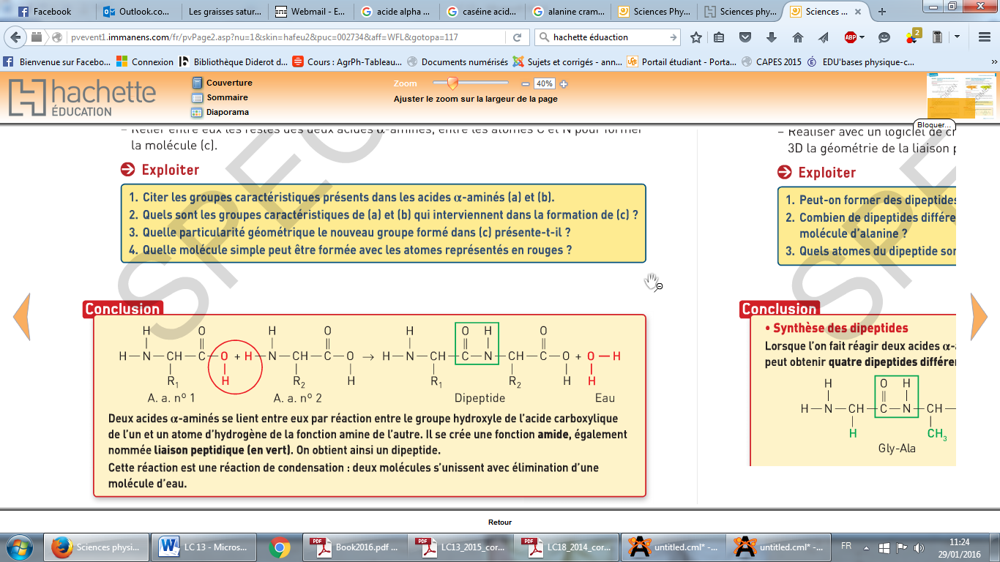 Facebook
Outlook.co...
Les graisses satur...
Webmail - E...
acide alpha ...
caséine acid...
alanine cram...
Sciences Phy...
Sciences phy...
Sciences ...
pvevent1.immanens.com/fr/pvPage2.asp?nu=1&skin=hafeu2&puc=002734&aff=WFL&gotopa=117
hachette éduaction
ABP
2
Bienvenue sur Facebo...
Connexion
Bibliothèque Diderot d...
Cours : AgrPh-Tableau...
Documents numérisés
Sujets et corrigés - ann...
Portail étudiant - Porta...
CAPES 2015
EDU'bases physique-c...
hachette
ÉDUCATION
Couverture
Sommaire
Diaporama
Zoom
40%
Ajuster le zoom sur la largeur de la page
Bloquer...
– Relier entre eux les restes des deux acides α-aminés, entre les atomes C et N pour former
la molécule (c).
Exploiter
1. Citer les groupes caractéristiques présents dans les acides α-aminés (a) et (b).
2. Quels sont les groupes caractéristiques de (a) et (b) qui interviennent dans la formation de (c) ?
3. Quelle particularité géométrique le nouveau groupe formé dans (c) présente-t-il ?
4. Quelle molécule simple peut être formée avec les atomes représentés en rouges ?
SPEC
Conclusion
H O H O H O H O
H—N—CH—C—O + H—N—CH—C—O → H—N—CH—C—N—CH—C—O + O—H
R1 H R2 H R1 R2 H H
A. a. nº 1 A. a. nº 2 Dipeptide Eau
Deux acides α-aminés se lient entre eux par réaction entre le groupe hydroxyle de l'acide carboxylique
de l'un et un atome d'hydrogène de la fonction amine de l'autre. Il se crée une fonction amide, également
nommée liaison peptidique (en vert). On obtient ainsi un dipeptide.
Cette réaction est une réaction de condensation : deux molécules s'unissent avec élimination d'une
molécule d'eau.
– Réaliser avec un logiciel de c
3D la géométrie de la liaison p
Exploiter
1. Peut-on former des dipeptides
2. Combien de dipeptides différe
molécule d'alanine ?
3. Quels atomes du dipeptide sor
SPE
Conclusion
• Synthèse des dipeptides
Lorsque l'on fait réagir deux acides α-
peut obtenir quatre dipeptides différer
H O H
H—N—CH—C—N—CH—
H CH3
Gly-Ala
Retour
Sciences physi...
LC 13 - Micros...
Book2016.pdf ...
LC13_2015_cor...
LC18_2014_cor...
untitled.cml* -...
untitled.cml* -...
FR
11:24
29/01/2016